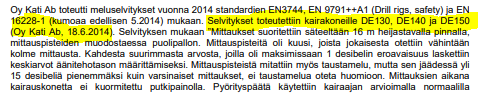 Oy Kati Ab toteutti meluselvitykset vuonna 2014 standardien EN3744, EN 9791++A1 (Drill rigs, safety) ja EN
16228-1 (kumoaa edellisen 5.2014) mukaan. Selvitykset toteutettiin kairakoneille DE130, DE140 ja DE150
(Oy Kati Ab, 18.6.2014). Selvityksen mukaan "Mittaukset suoritettiin säteeltään 16 m heijastavalla pinnalla,
mittauspisteiden muodostaessa puolipallon. Mittauspisteitä oli kuusi, joista jokaisesta otettiin vähintään
kolme mittausta. Kahdesta suurimmasta arvosta, joilla oli maksimissaan 1 desibelin eroavaisuus laskettiin
keskiarvot äänitehotason määrittämiseksi. Mittauspisteistä mitattiin myös taustamelu, mutta sen jäädessä yli
15 desibeliä pienemmäksi kuin varsinaiset mittaukset, ei taustamelua oteta huomioon. Mittauksien aikana
kairauskonetta ei kuormitettu putkipainolla. Pyörityspäätä käytettiin kairaajan arvioimalla normaalilla